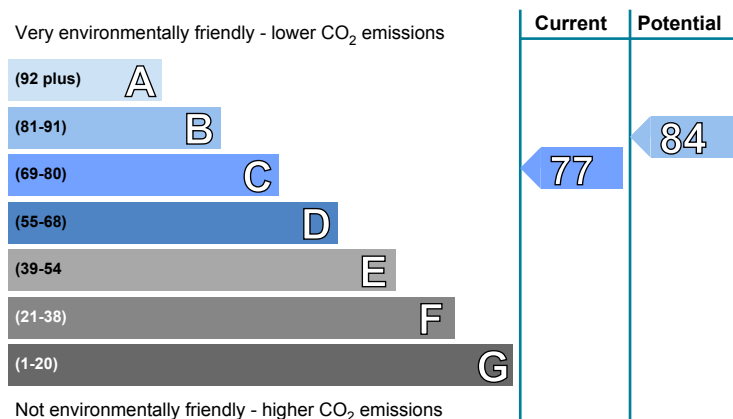 Current Potential
Very environmentally friendly - lower CO2 emissions
(92 plus) A
(81-91) B
84
(69-80) C
77
(55-68) D
(39-54 E
(21-38) F
(1-20) G
Not environmentally friendly - higher CO2 emissions